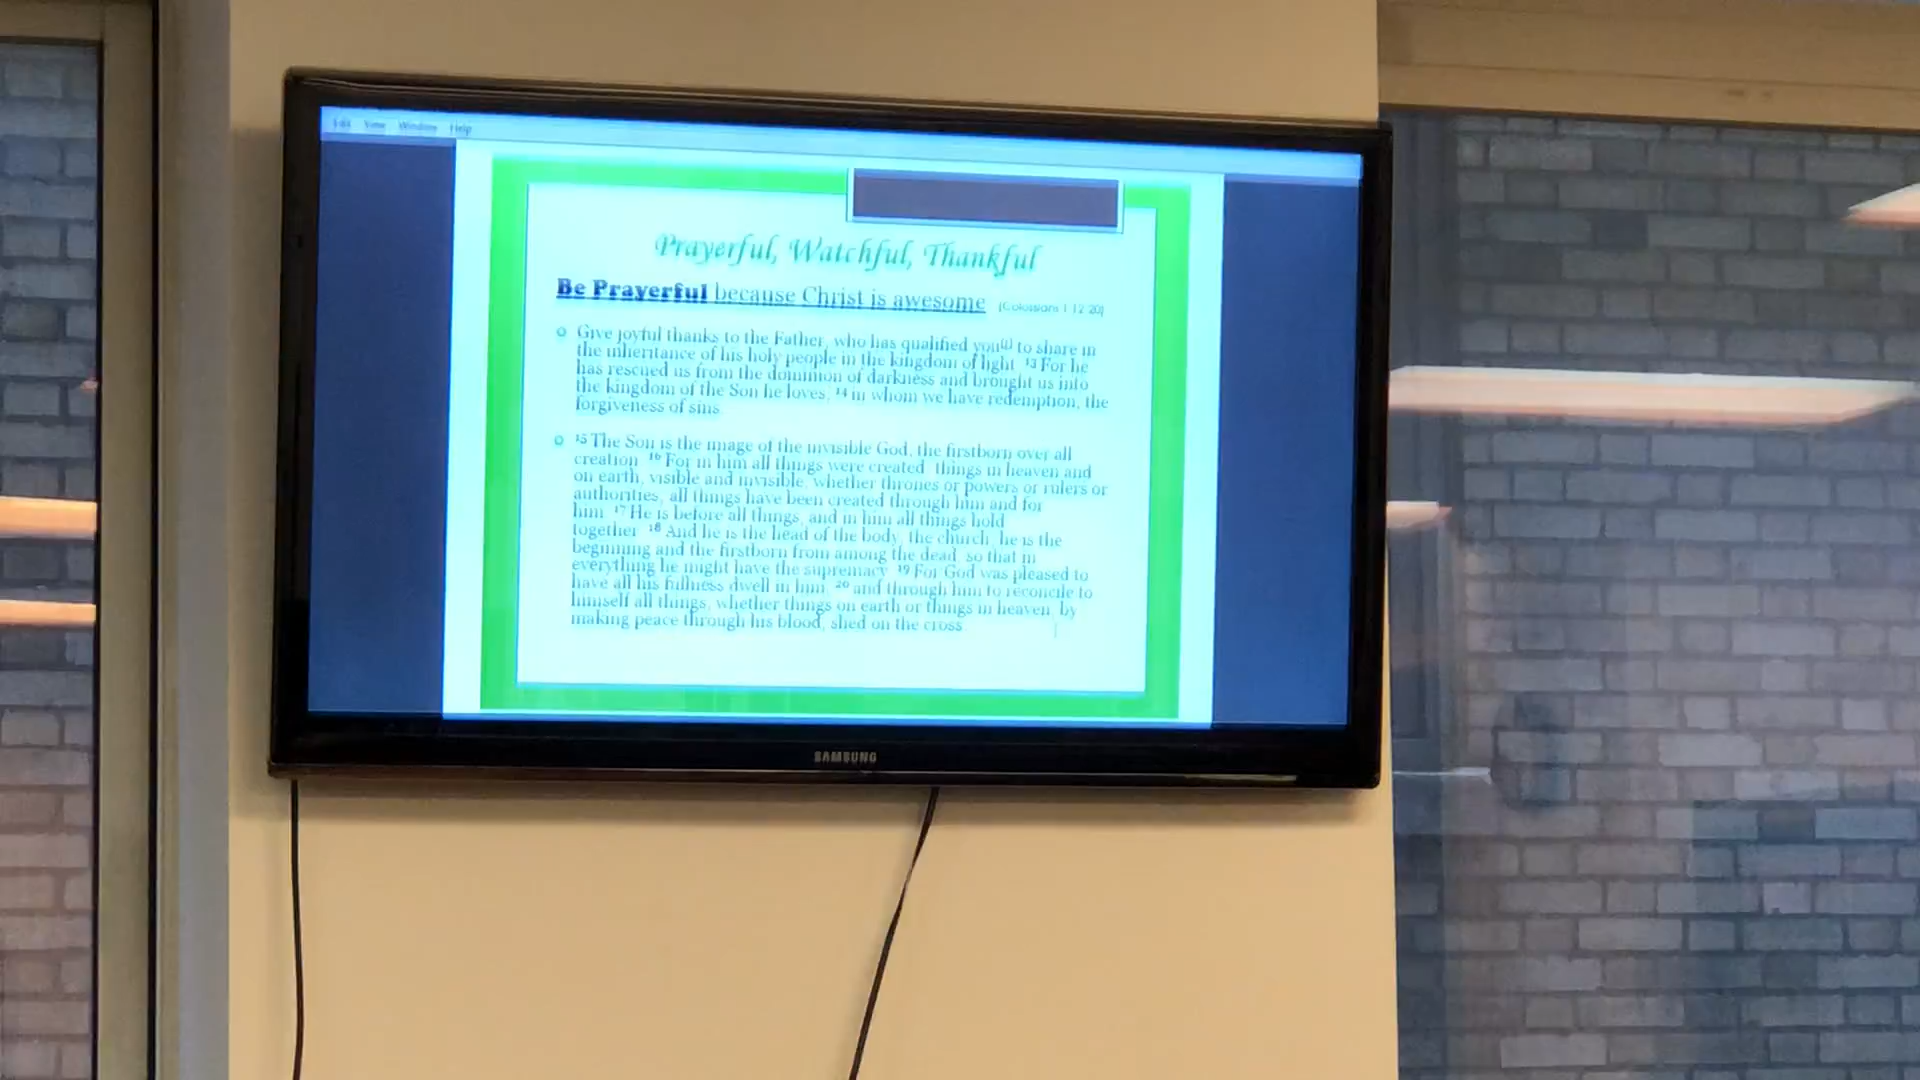 Edit View Window Help
Prayerful, Watchful, Thankful
Be Prayerful because Christ is awesome [Colossians 1 12 20]
Give joyful thanks to the Father, who has qualified you to share in
the inheritance of his holy people in the kingdom of light 13 For he
has rescued us from the dominion of darkness and brought us into
the kingdom of the Son he loves, 14 in whom we have redemption, the
forgiveness of sins
15 The Son is the image of the invisible God, the firstborn over all
creation 16 For in him all things were created things in heaven and
on earth, visible and invisible, whether thrones or powers or rulers or
authorities, all things have been created through him and for
him 17 He is before all things, and in him all things hold
together 18 And he is the head of the body, the church, he is the
beginning and the firstborn from among the dead, so that in
everything he might have the supremacy 19 For God was pleased to
have all his fullness dwell in him, 20 and through him to reconcile to
himself all things, whether things on earth or things in heaven, by
making peace through his blood, shed on the cross
SAMSUNG